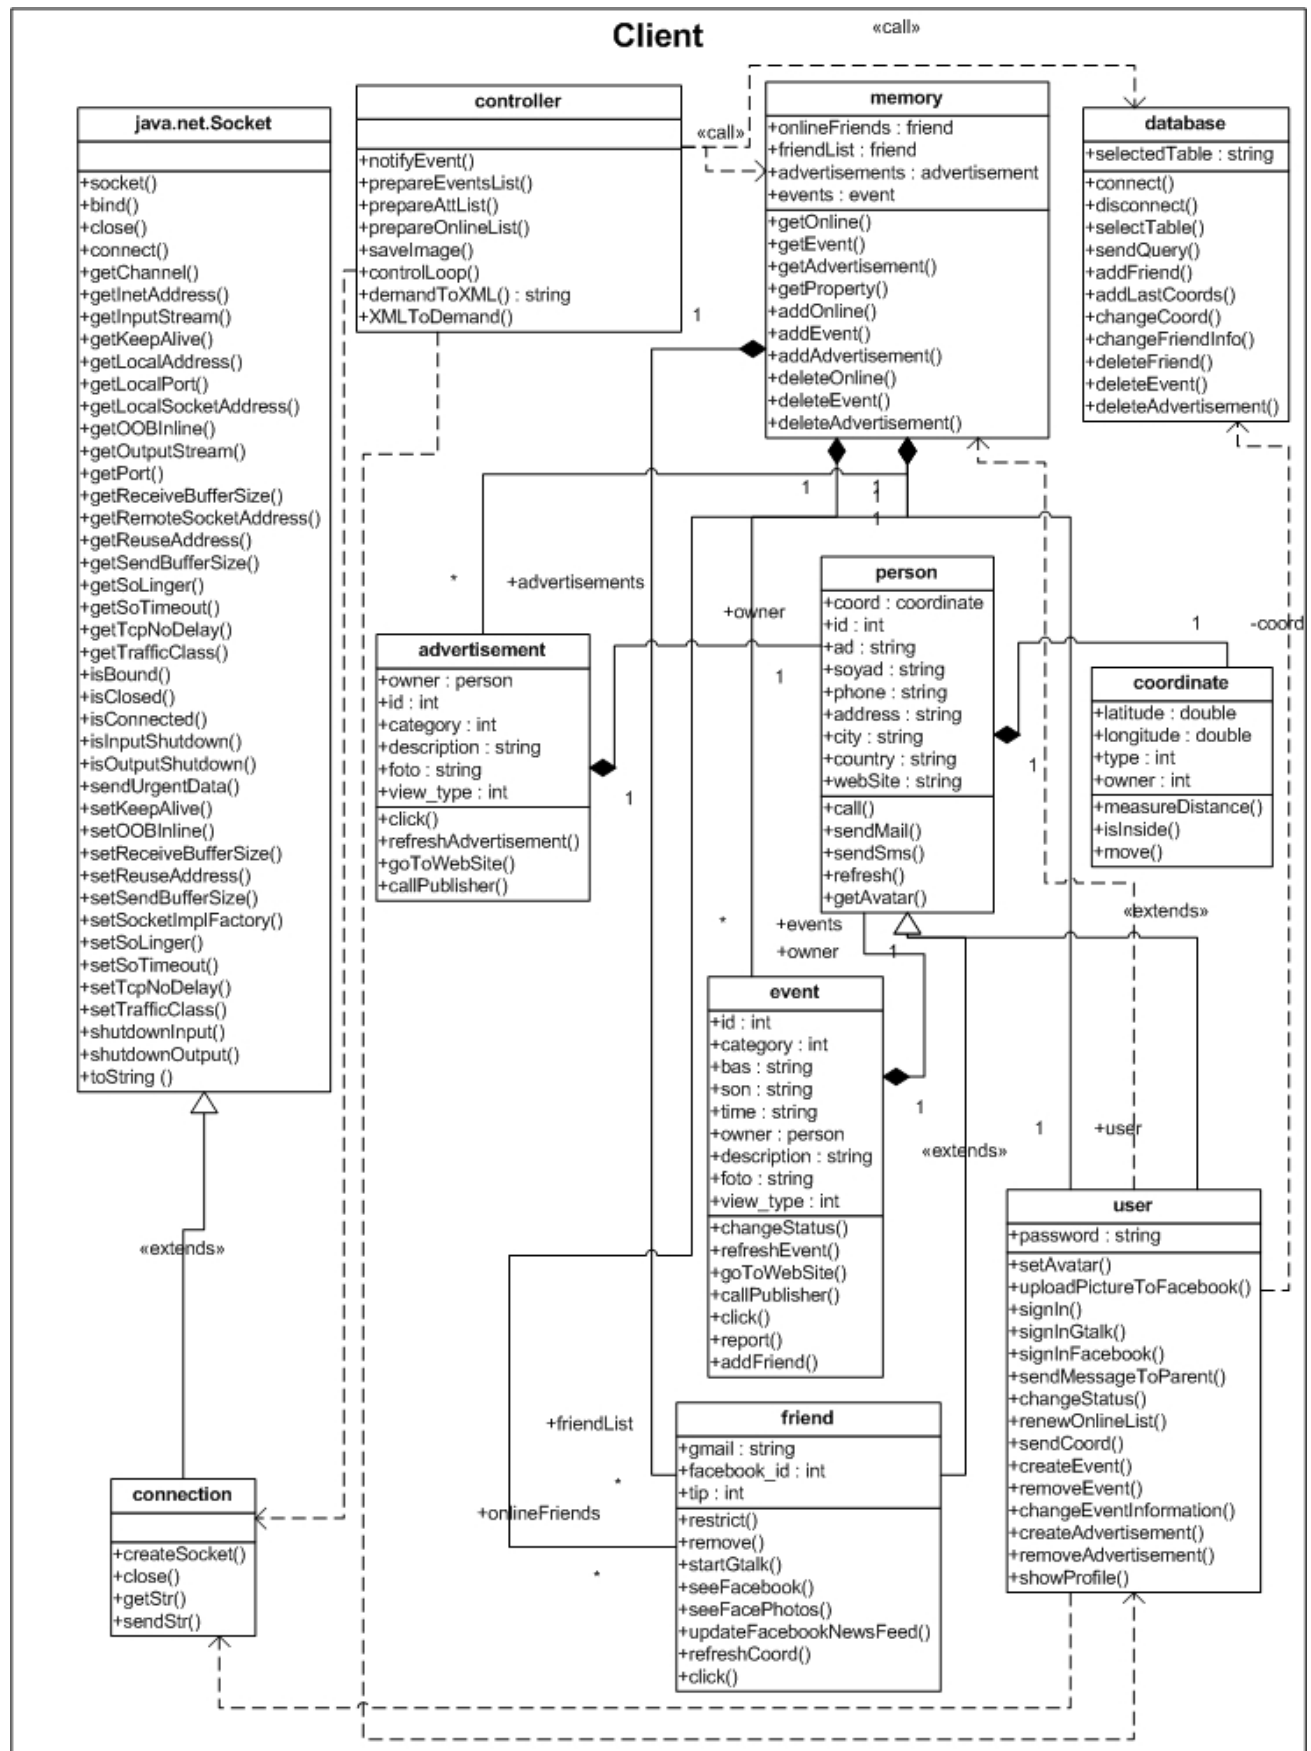 Client
«call»
java.net.Socket
+socket()
+bind()
+close()
+connect()
+getChannel()
+getInetAddress()
+getInputStream()
+getKeepAlive()
+getLocalAddress()
+getLocalPort()
+getLocalSocketAddress()
+getOOBInline()
+getOutputStream()
+getPort()
+getReceiveBufferSize()
+getRemoteSocketAddress()
+getReuseAddress()
+getSendBufferSize()
+getSoLinger()
+getSoTimeout()
+getTcpNoDelay()
+getTrafficClass()
+isBound()
+isClosed()
+isConnected()
+isInputShutdown()
+isOutputShutdown()
+sendUrgentData()
+setKeepAlive()
+setOOBInline()
+setReceiveBufferSize()
+setReuseAddress()
+setSendBufferSize()
+setSocketImplFactory()
+setSoLinger()
+setSoTimeout()
+setTcpNoDelay()
+setTrafficClass()
+shutdownInput()
+shutdownOutput()
+toString ()
controller
+notifyEvent()
+prepareEventsList()
+prepareAttList()
+prepareOnlineList()
+saveImage()
+controlLoop()
+demandToXML() : string
+XMLToDemand()
«call»
memory
+onlineFriends : friend
+friendList : friend
+advertisements : advertisement
+events : event
+getOnline()
+getEvent()
+getAdvertisement()
+getProperty()
+addOnline()
+addEvent()
+addAdvertisement()
+deleteOnline()
+deleteEvent()
+deleteAdvertisement()
database
+selectedTable : string
+connect()
+disconnect()
+selectTable()
+sendQuery()
+addFriend()
+addLastCoords()
+changeCoord()
+changeFriendInfo()
+deleteFriend()
+deleteEvent()
+deleteAdvertisement()
1
1
1
1
*
+advertisements
+owner
1
advertisement
+owner : person
+id : int
+category : int
+description : string
+foto : string
+view_type : int
+click()
+refreshAdvertisement()
+goToWebSite()
+callPublisher()
1
person
+coord : coordinate
+id : int
+ad : string
+soyad : string
+phone : string
+address : string
+city : string
+country : string
+webSite : string
+call()
+sendMail()
+sendSms()
+refresh()
+getAvatar()
1
-coord
1
coordinate
+latitude : double
+longitude : double
+type : int
+owner : int
+measureDistance()
+isInside()
+move()
«extends»
*
+events
+owner
1
event
+id : int
+category : int
+bas : string
+son : string
+time : string
+owner : person
+description : string
+foto : string
+view_type : int
+changeStatus()
+refreshEvent()
+goToWebSite()
+callPublisher()
+click()
+report()
+addFriend()
1
«extends»
1
+user
user
+password : string
+setAvatar()
+uploadPictureToFacebook()
+signIn()
+signInGtalk()
+signInFacebook()
+sendMessageToParent()
+changeStatus()
+renewOnlineList()
+sendCoord()
+createEvent()
+removeEvent()
+changeEventInformation()
+createAdvertisement()
+removeAdvertisement()
+showProfile()
«extends»
+friendList
*
+onlineFriends
*
friend
+gmail : string
+facebook_id : int
+tip : int
+restrict()
+remove()
+startGtalk()
+seeFacebook()
+seeFacePhotos()
+updateFacebookNewsFeed()
+refreshCoord()
+click()
connection
+createSocket()
+close()
+getStr()
+sendStr()